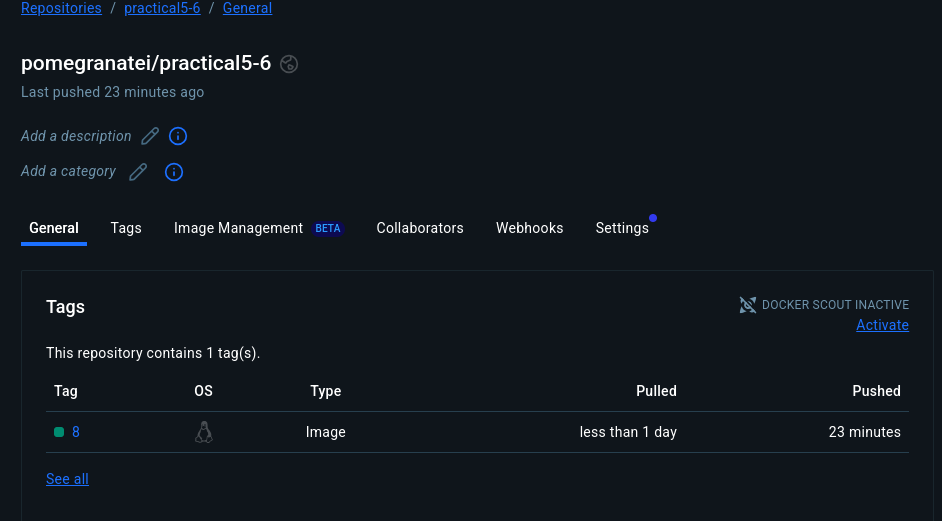 Repositories / practical5-6 / General
pomegranatei/practical5-6
Last pushed 23 minutes ago
Add a description
Add a category
General Tags Image Management BETA Collaborators Webhooks Settings
Tags
DOCKER SCOUT INACTIVE
Activate
This repository contains 1 tag(s).
Tag OS Type Pulled Pushed
8 Image less than 1 day 23 minutes
See all